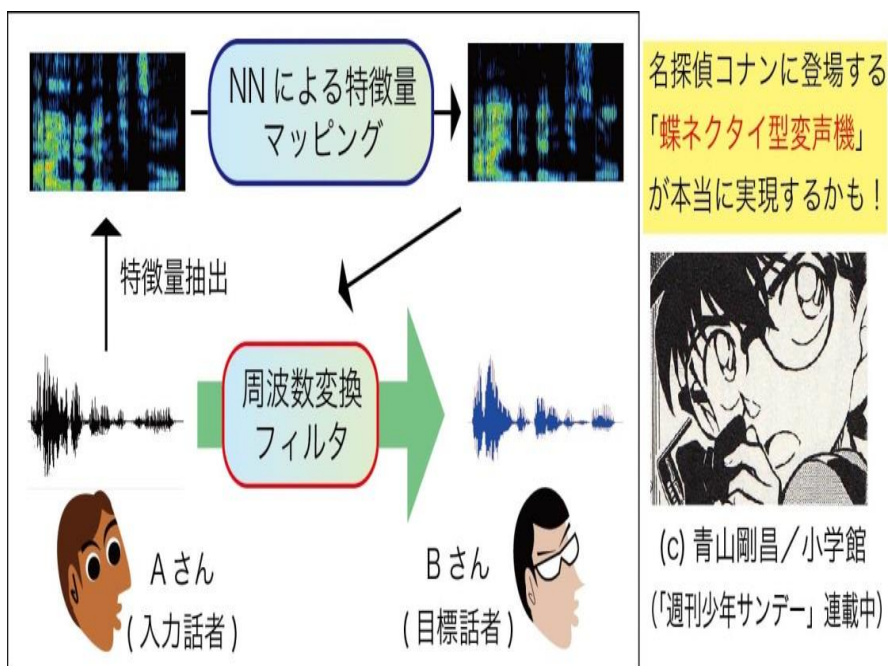 NNによる特徴量
マッピング
特徴量抽出
周波数変換
フィルタ
Aさん
(入力話者)
Bさん
(目標話者)
名探偵コナンに登場する
「蝶ネクタイ型変声機」
が本当に実現するかも！
(c) 青山剛昌／小学館
(「週刊少年サンデー」連載中)